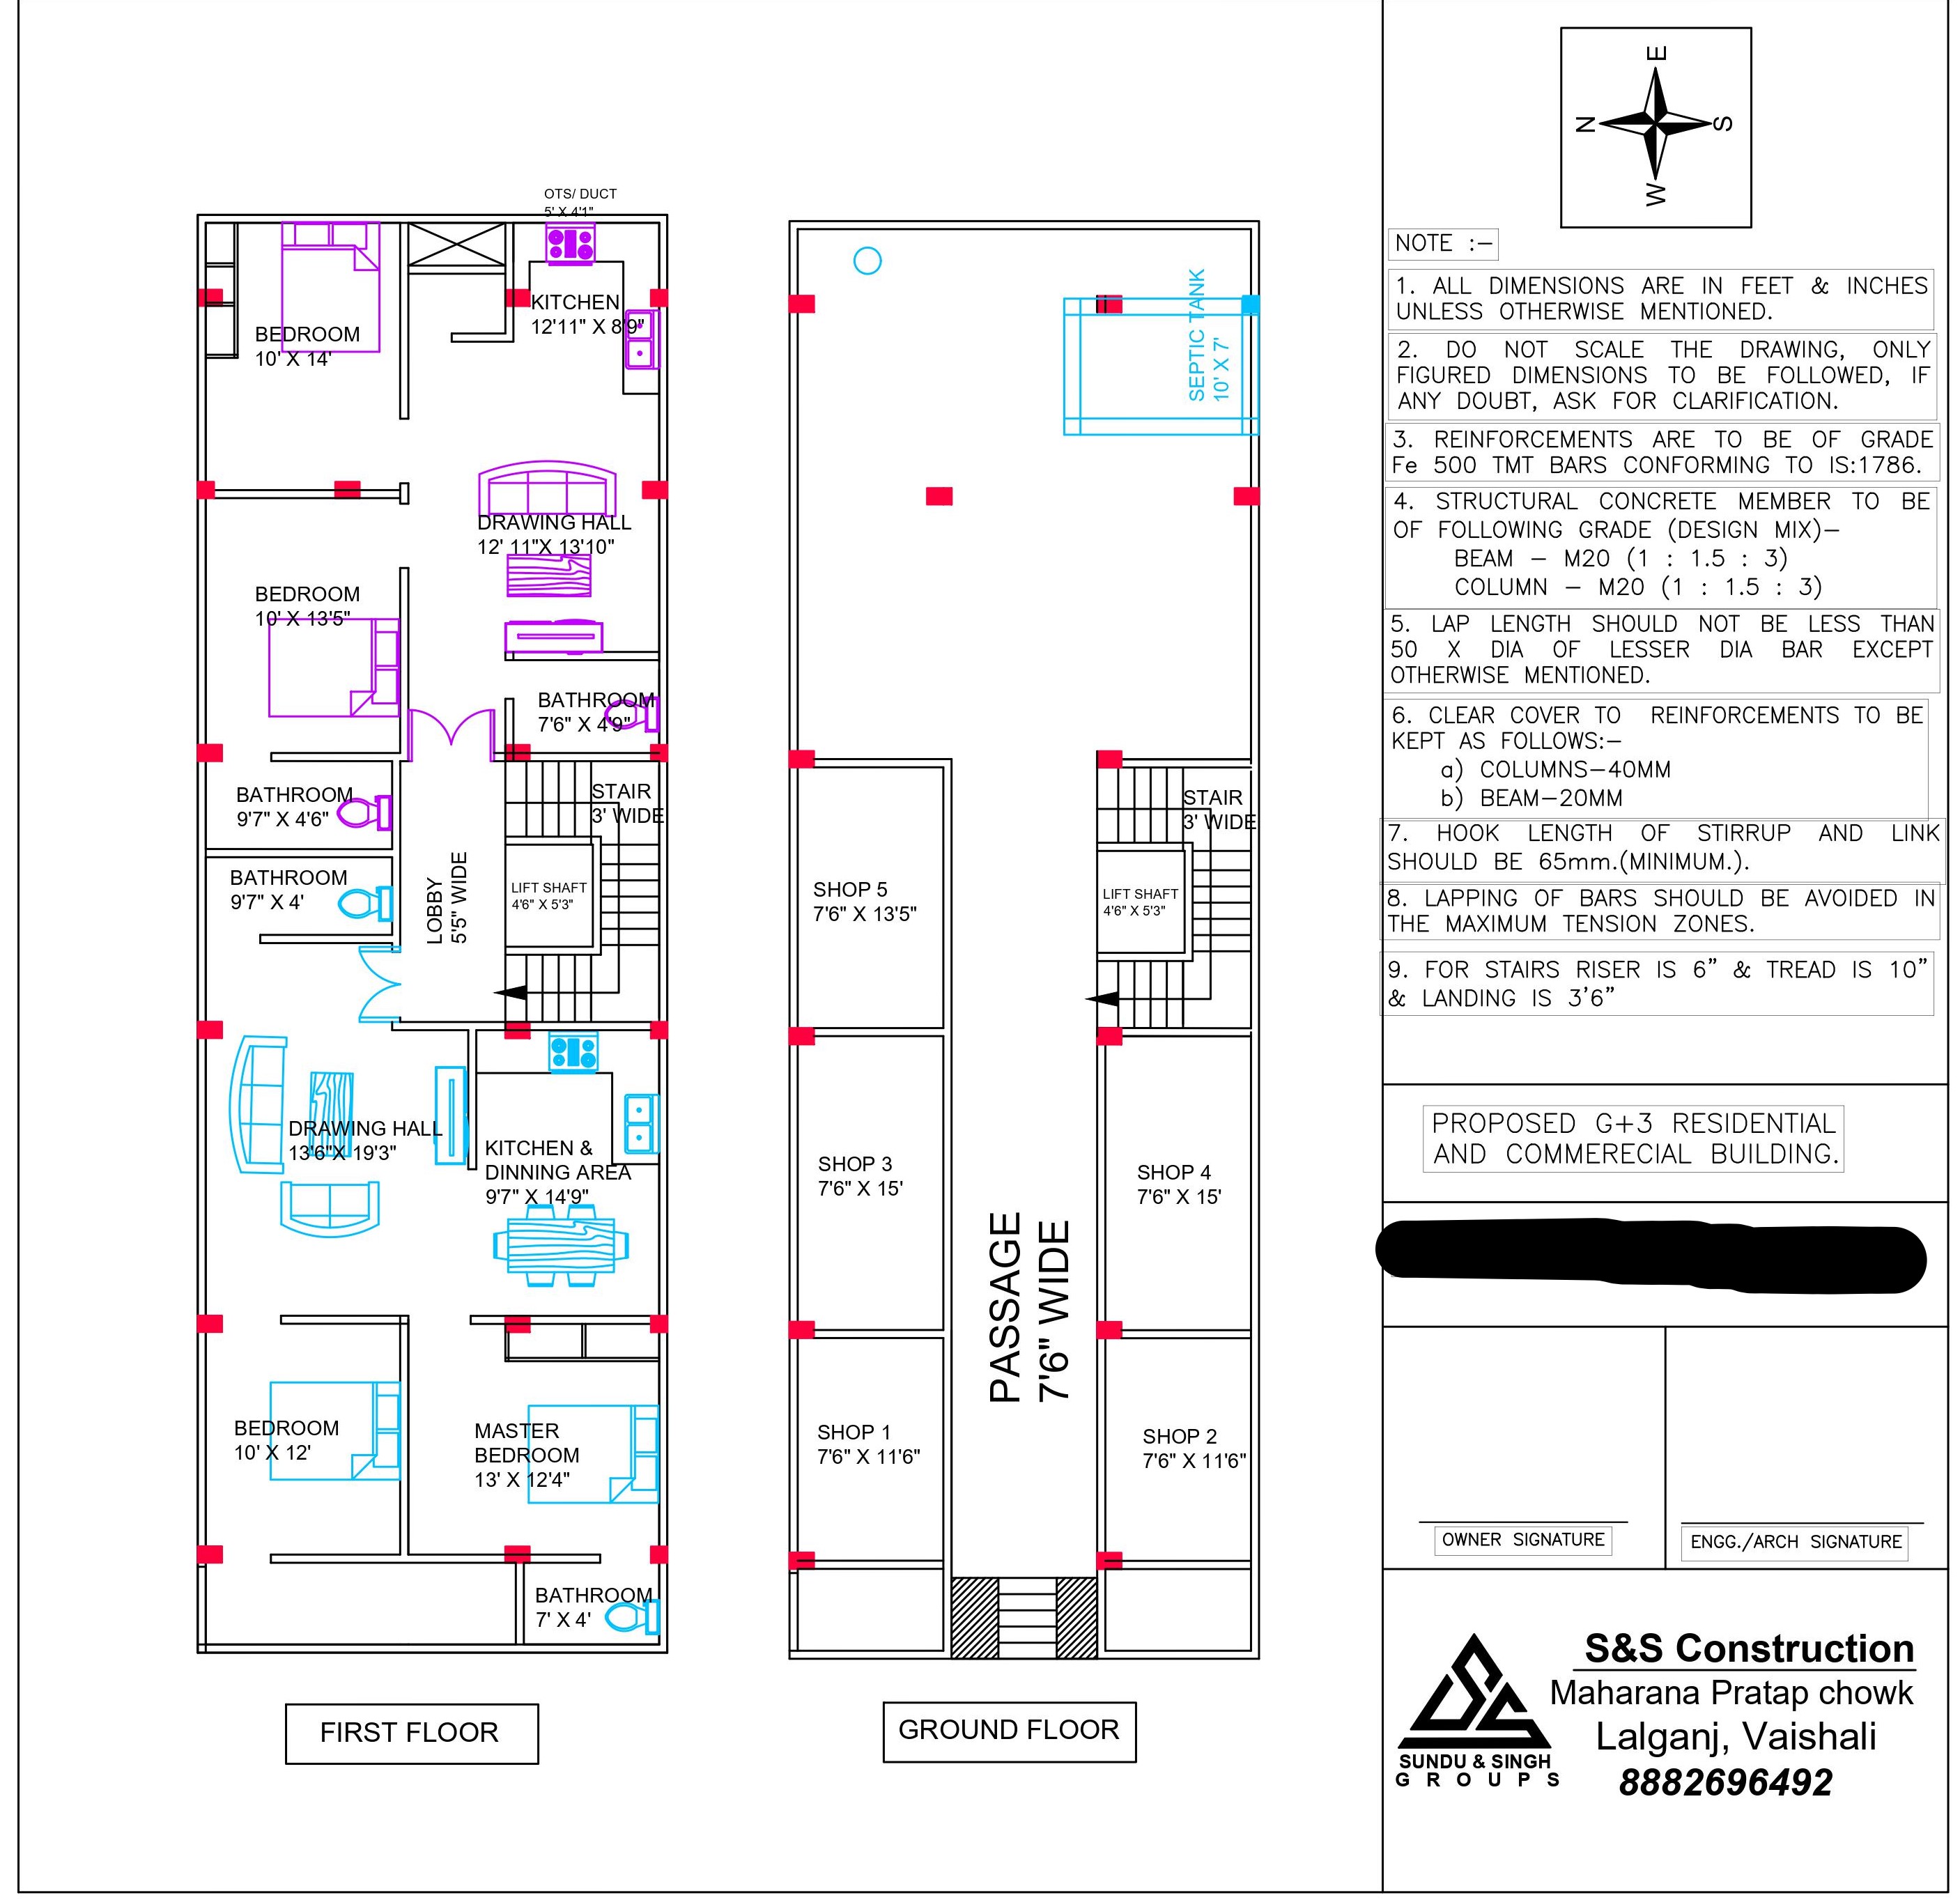 OTS/ DUCT
5' X 4'1"
KITCHEN
12'11" X 8'9"
BEDROOM
10' X 14'
DRAWING HALL
12' 11"X 13'10"
BEDROOM
10' X 13'5"
BATHROOM
7'6" X 4'9"
BATHROOM
9'7" X 4'6"
STAIR
3' WIDE
BATHROOM
9'7" X 4'
LOBBY
5'5" WIDE
LIFT SHAFT
4'6" X 5'3"
DRAWING HALL
13'6"X 19'3"
KITCHEN &
DINNING AREA
9'7" X 14'9"
BEDROOM
10' X 12'
MASTER
BEDROOM
13' X 12'4"
BATHROOM
7' X 4'
FIRST FLOOR
SEPTIC TANK
10' X 7'
STAIR
3' WIDE
SHOP 5
7'6" X 13'5"
LIFT SHAFT
4'6" X 5'3"
SHOP 3
7'6" X 15'
SHOP 4
7'6" X 15'
PASSAGE
7'6" WIDE
SHOP 1
7'6" X 11'6"
SHOP 2
7'6" X 11'6"
GROUND FLOOR
E
N
S
W
NOTE :-
1. ALL DIMENSIONS ARE IN FEET & INCHES
UNLESS OTHERWISE MENTIONED.
2. DO NOT SCALE THE DRAWING, ONLY
FIGURED DIMENSIONS TO BE FOLLOWED, IF
ANY DOUBT, ASK FOR CLARIFICATION.
3. REINFORCEMENTS ARE TO BE OF GRADE
Fe 500 TMT BARS CONFORMING TO IS:1786.
4. STRUCTURAL CONCRETE MEMBER TO BE
OF FOLLOWING GRADE (DESIGN MIX)-
BEAM - M20 (1 : 1.5 : 3)
COLUMN - M20 (1 : 1.5 : 3)
5. LAP LENGTH SHOULD NOT BE LESS THAN
50 X DIA OF LESSER DIA BAR EXCEPT
OTHERWISE MENTIONED.
6. CLEAR COVER TO REINFORCEMENTS TO BE
KEPT AS FOLLOWS:-
a) COLUMNS-40MM
b) BEAM-20MM
7. HOOK LENGTH OF STIRRUP AND LINK
SHOULD BE 65mm.(MINIMUM.).
8. LAPPING OF BARS SHOULD BE AVOIDED IN
THE MAXIMUM TENSION ZONES.
9. FOR STAIRS RISER IS 6" & TREAD IS 10"
& LANDING IS 3'6"
PROPOSED G+3 RESIDENTIAL
AND COMMERECIAL BUILDING.
OWNER SIGNATURE
ENGG./ARCH SIGNATURE
SUNDU & SINGH
GROUPS
S&S Construction
Maharana Pratap chowk
Lalganj, Vaishali
8882696492